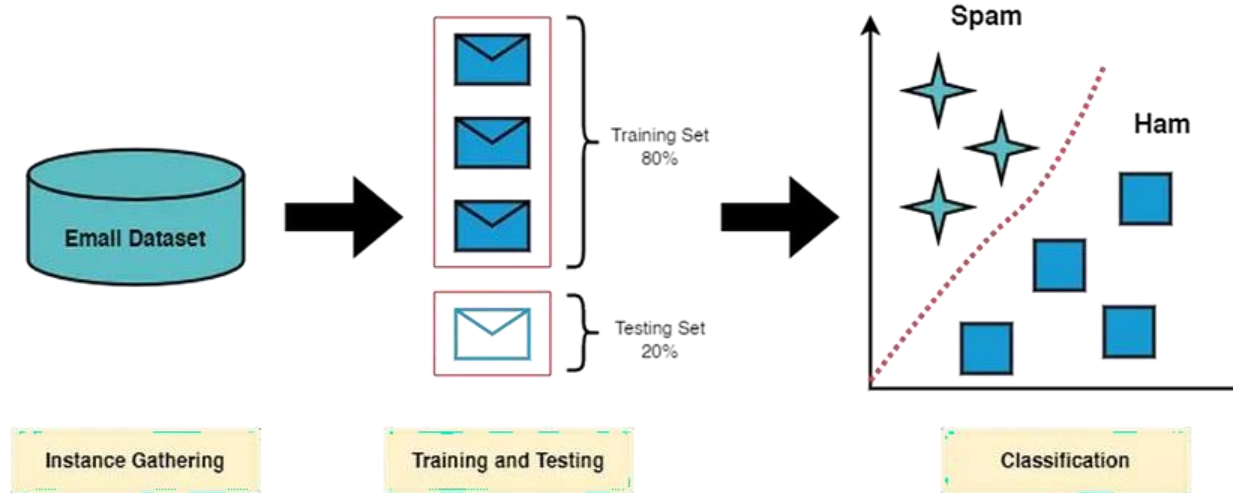 Email Dataset
Training Set
80%
Testing Set
20%
Spam
Ham
Instance Gathering
Training and Testing
Classification